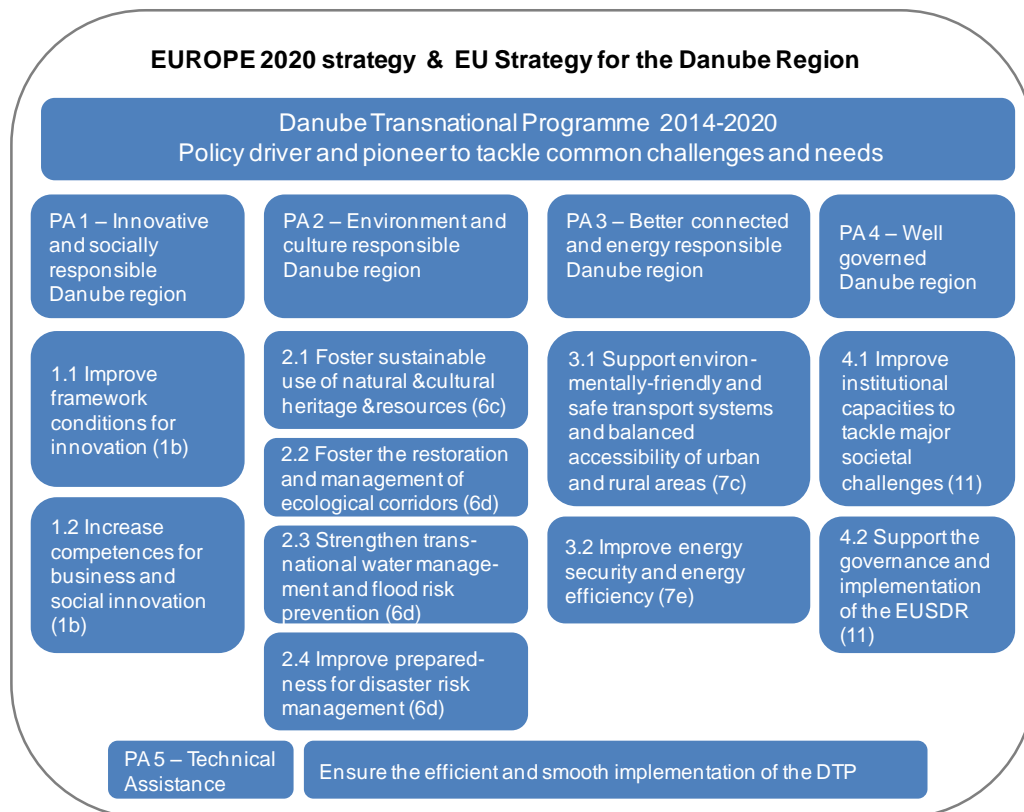 EUROPE 2020 strategy & EU Strategy for the Danube Region
Danube Transnational Programme 2014-2020
Policy driver and pioneer to tackle common challenges and needs
PA 1 – Innovative
and socially
responsible
Danube region
PA 2 – Environment and
culture responsible
Danube region
PA 3 – Better connected
and energy responsible
Danube region
PA 4 – Well
governed
Danube region
1.1 Improve
framework
conditions for
innovation (1b)
1.2 Increase
competences for
business and
social innovation
(1b)
2.1 Foster sustainable
use of natural &cultural
heritage &resources (6c)
2.2 Foster the restoration
and management of
ecological corridors (6d)
2.3 Strengthen trans-
national water manage-
ment and flood risk
prevention (6d)
2.4 Improve prepared-
ness for disaster risk
management (6d)
3.1 Support environ-
mentally-friendly and
safe transport systems
and balanced
accessibility of urban
and rural areas (7c)
3.2 Improve energy
security and energy
efficiency (7e)
4.1 Improve
institutional
capacities to
tackle major
societal
challenges (11)
4.2 Support the
governance and
implementation
of the EUSDR
(11)
PA 5 – Technical
Assistance
Ensure the efficient and smooth implementation of the DTP